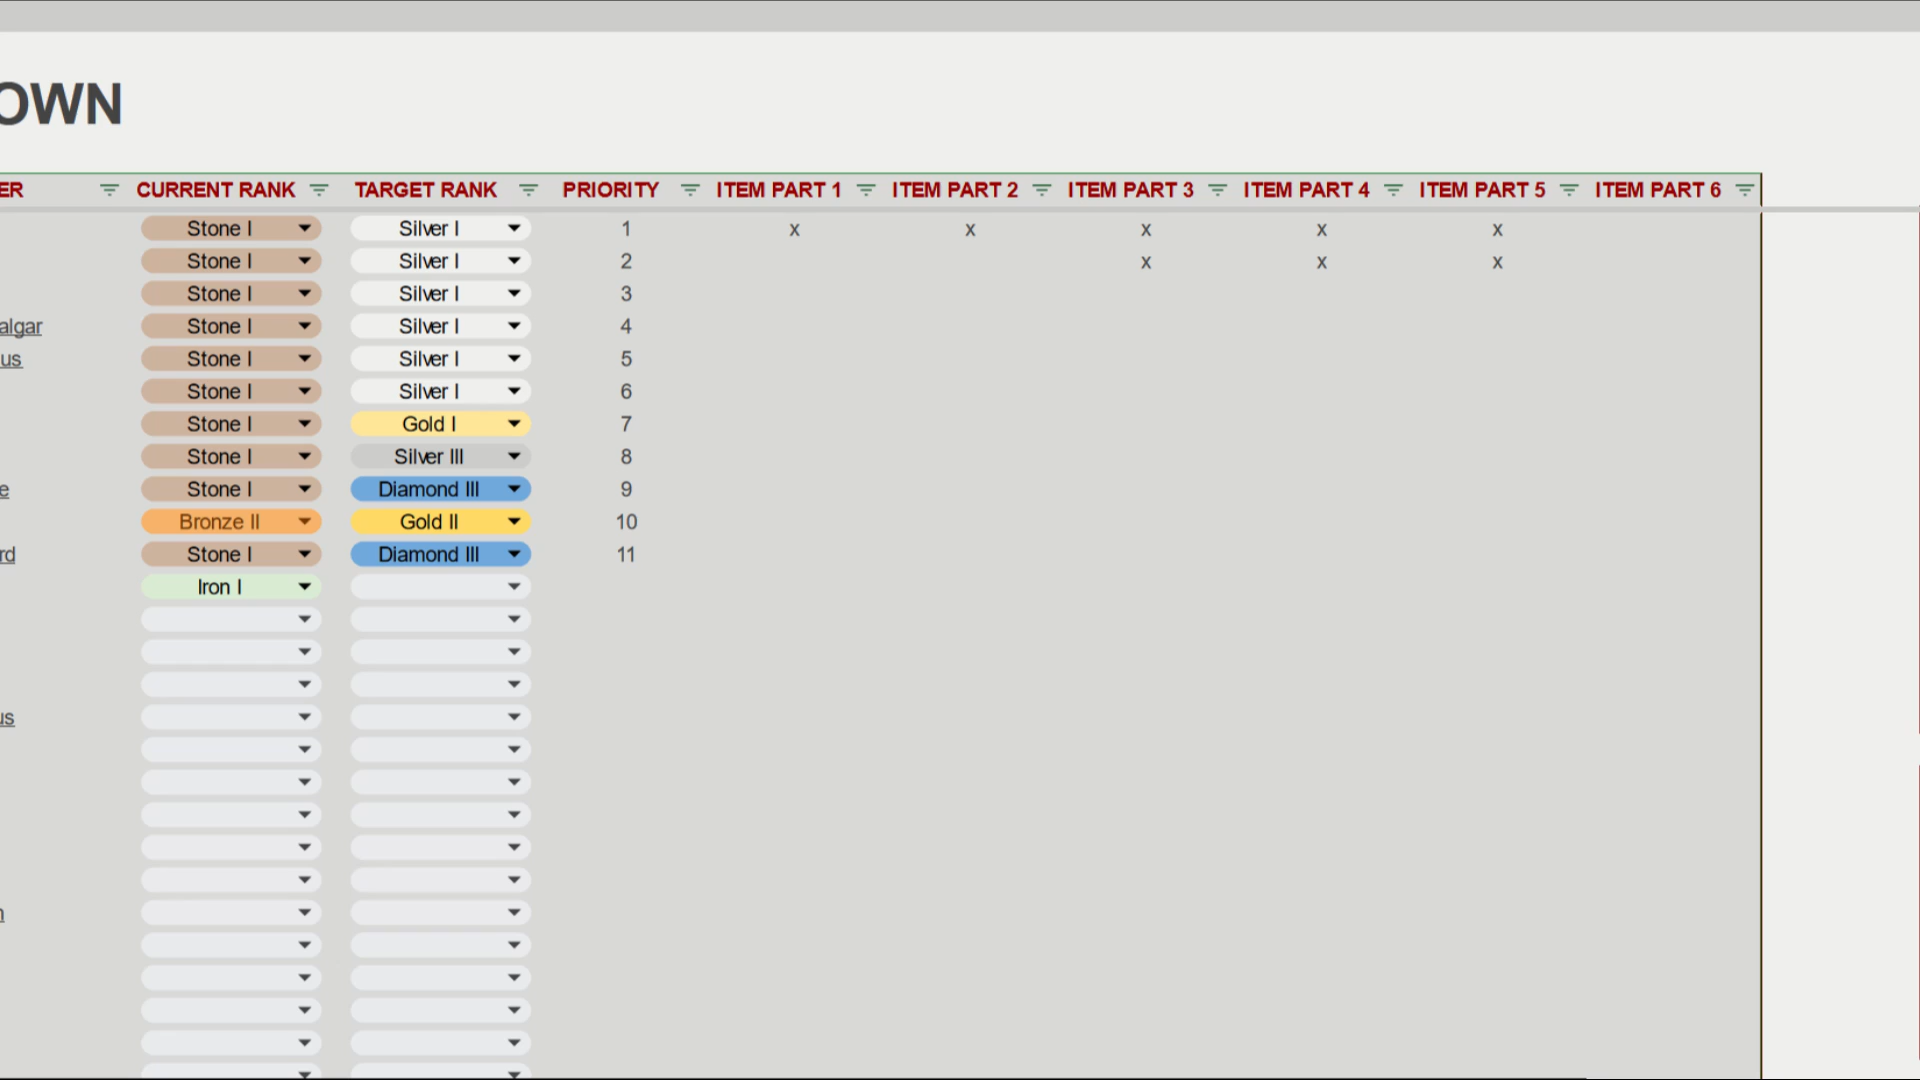 OWN
ER CURRENT RANK TARGET RANK PRIORITY ITEM PART 1 ITEM PART 2 ITEM PART 3 ITEM PART 4 ITEM PART 5 ITEM PART 6
Stone I Silver I 1 x x x x x
Stone I Silver I 2 x x x
Stone I Silver I 3
algar Stone I Silver I 4
us Stone I Silver I 5
Stone I Silver I 6
Stone I Gold I 7
Stone I Silver III 8
e Stone I Diamond III 9
Bronze II Gold II 10
rd Stone I Diamond III 11
Iron I
us